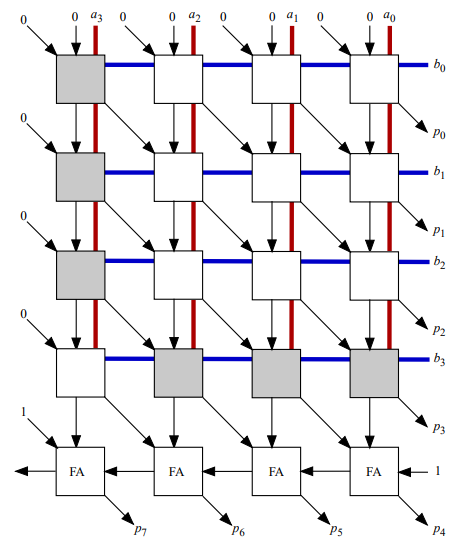 0 0 a₃ 0 0 a₂ 0 0 a₁ 0 0 a₀
b₀
0 p₀
b₁
0 p₁
b₂
0 p₂
b₃
1 p₃
FA FA FA FA 1
p₇ p₆ p₅ p₄